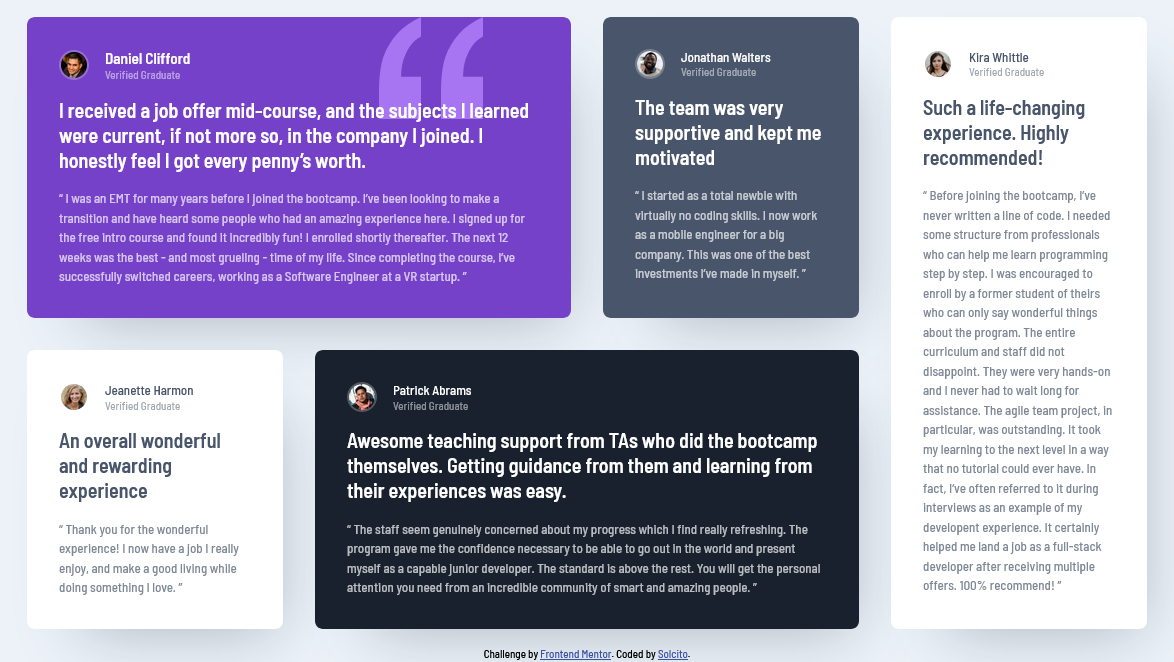 Daniel Clifford
Verified Graduate
I received a job offer mid-course, and the subjects I learned
were current, if not more so, in the company I joined. I
honestly feel I got every penny’s worth.
“ I was an EMT for many years before I joined the bootcamp. I’ve been looking to make a
transition and have heard some people who had an amazing experience here. I signed up for
the free intro course and found it incredibly fun! I enrolled shortly thereafter. The next 12
weeks was the best - and most grueling - time of my life. Since completing the course, I’ve
successfully switched careers, working as a Software Engineer at a VR startup. ”
Jonathan Walters
Verified Graduate
The team was very
supportive and kept me
motivated
“ I started as a total newbie with
virtually no coding skills. I now work
as a mobile engineer for a big
company. This was one of the best
investments I’ve made in myself. ”
Kira Whittle
Verified Graduate
Such a life-changing
experience. Highly
recommended!
“ Before joining the bootcamp, I’ve
never written a line of code. I needed
some structure from professionals
who can help me learn programming
step by step. I was encouraged to
enroll by a former student of theirs
who can only say wonderful things
about the program. The entire
curriculum and staff did not
disappoint. They were very hands-on
and I never had to wait long for
assistance. The agile team project, in
particular, was outstanding. It took
my learning to the next level in a way
that no tutorial could ever have. In
fact, I’ve often referred to it during
interviews as an example of my
developent experience. It certainly
helped me land a job as a full-stack
developer after receiving multiple
offers. 100% recommend! ”
Jeanette Harmon
Verified Graduate
An overall wonderful
and rewarding
experience
“ Thank you for the wonderful
experience! I now have a job I really
enjoy, and make a good living while
doing something I love. ”
Patrick Abrams
Verified Graduate
Awesome teaching support from TAs who did the bootcamp
themselves. Getting guidance from them and learning from
their experiences was easy.
“ The staff seem genuinely concerned about my progress which I find really refreshing. The
program gave me the confidence necessary to be able to go out in the world and present
myself as a capable junior developer. The standard is above the rest. You will get the personal
attention you need from an incredible community of smart and amazing people. ”
Challenge by Frontend Mentor. Coded by Solcito.